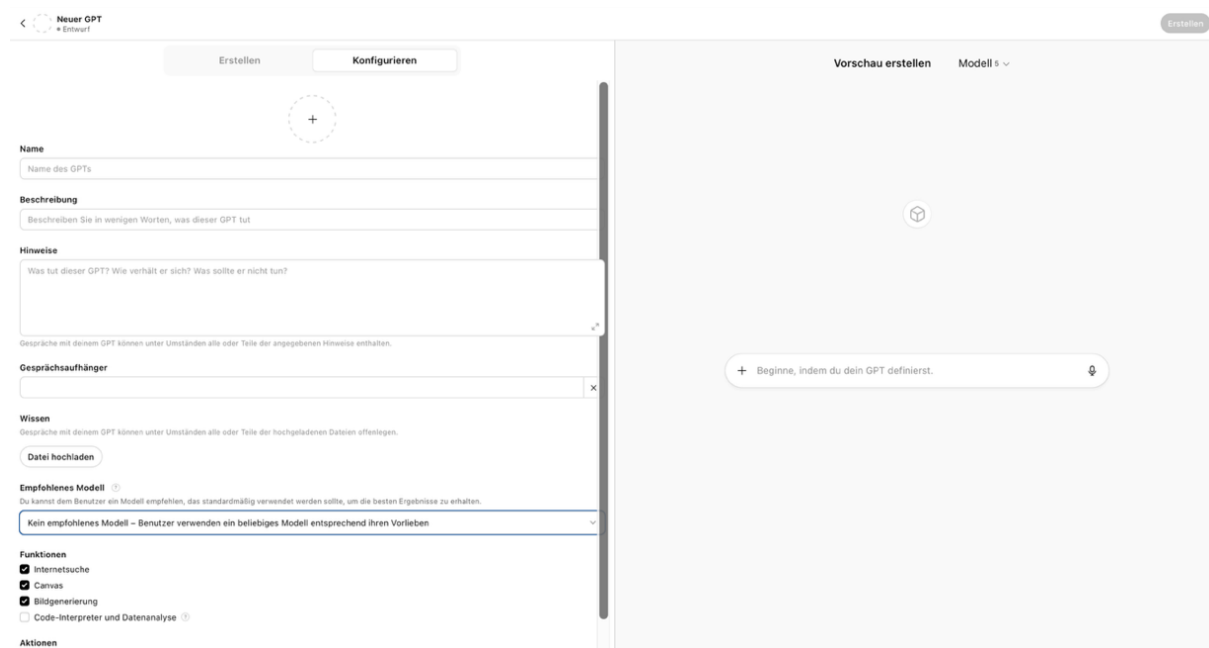 Neuer GPT
Entwurf
Erstellen
Erstellen
Konfigurieren
Vorschau erstellen
Modell 5
+
Name
Name des GPTs
Beschreibung
Beschreiben Sie in wenigen Worten, was dieser GPT tut
Hinweise
Was tut dieser GPT? Wie verhält er sich? Was sollte er nicht tun?
Gespräche mit deinem GPT können unter Umständen alle oder Teile der angegebenen Hinweise enthalten.
Gesprächsaufhänger
Wissen
Gespräche mit deinem GPT können unter Umständen alle oder Teile der hochgeladenen Dateien offenlegen.
Datei hochladen
Empfohlenes Modell ?
Du kannst dem Benutzer ein Modell empfehlen, das standardmäßig verwendet werden sollte, um die besten Ergebnisse zu erhalten.
Kein empfohlenes Modell – Benutzer verwenden ein beliebiges Modell entsprechend ihren Vorlieben
Funktionen
Internetsuche
Canvas
Bildgenerierung
Code-Interpreter und Datenanalyse ?
Aktionen
+ Beginne, indem du dein GPT definierst.